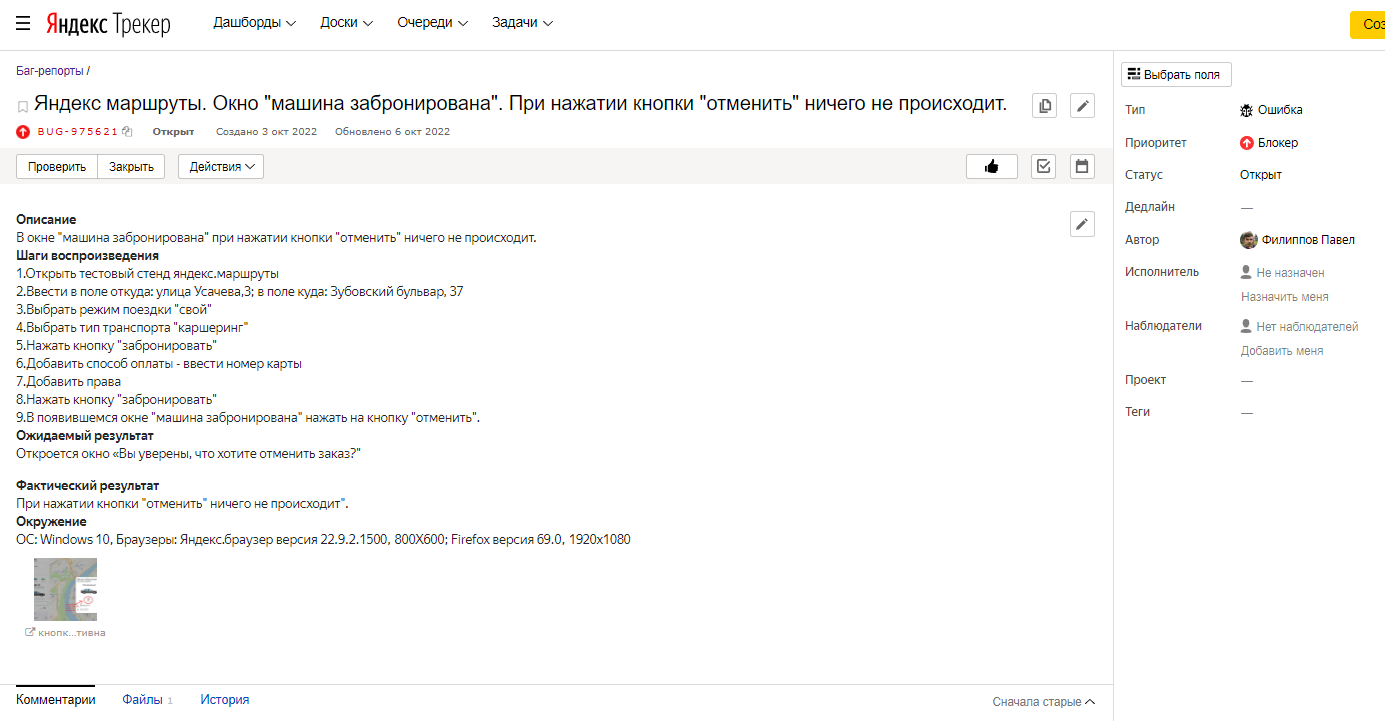 Яндекс Трекер Дашборды Доски Очереди Задачи Соз
Баг-репорты /
Яндекс маршруты. Окно "машина забронирована". При нажатии кнопки "отменить" ничего не происходит.
BUG-975621 Открыт Создано 3 окт 2022 Обновлено 6 окт 2022
Проверить Закрыть Действия
Описание
В окне "машина забронирована" при нажатии кнопки "отменить" ничего не происходит.
Шаги воспроизведения
1.Открыть тестовый стенд яндекс.маршруты
2.Ввести в поле откуда: улица Усачева,3; в поле куда: Зубовский бульвар, 37
3.Выбрать режим поездки "свой"
4.Выбрать тип транспорта "каршеринг"
5.Нажать кнопку "забронировать"
6.Добавить способ оплаты - ввести номер карты
7.Добавить права
8.Нажать кнопку "забронировать"
9.В появившемся окне "машина забронирована" нажать на кнопку "отменить".
Ожидаемый результат
Откроется окно «Вы уверены, что хотите отменить заказ?"
Фактический результат
При нажатии кнопки "отменить" ничего не происходит".
Окружение
ОС: Windows 10, Браузеры: Яндекс.браузер версия 22.9.2.1500, 800X600; Firefox версия 69.0, 1920x1080
кнопк...тивна
Комментарии Файлы 1 История Сначала старые
Выбрать поля
Тип Ошибка
Приоритет Блокер
Статус Открыт
Дедлайн —
Автор Филиппов Павел
Исполнитель Не назначен
Назначить меня
Наблюдатели Нет наблюдателей
Добавить меня
Проект —
Теги —